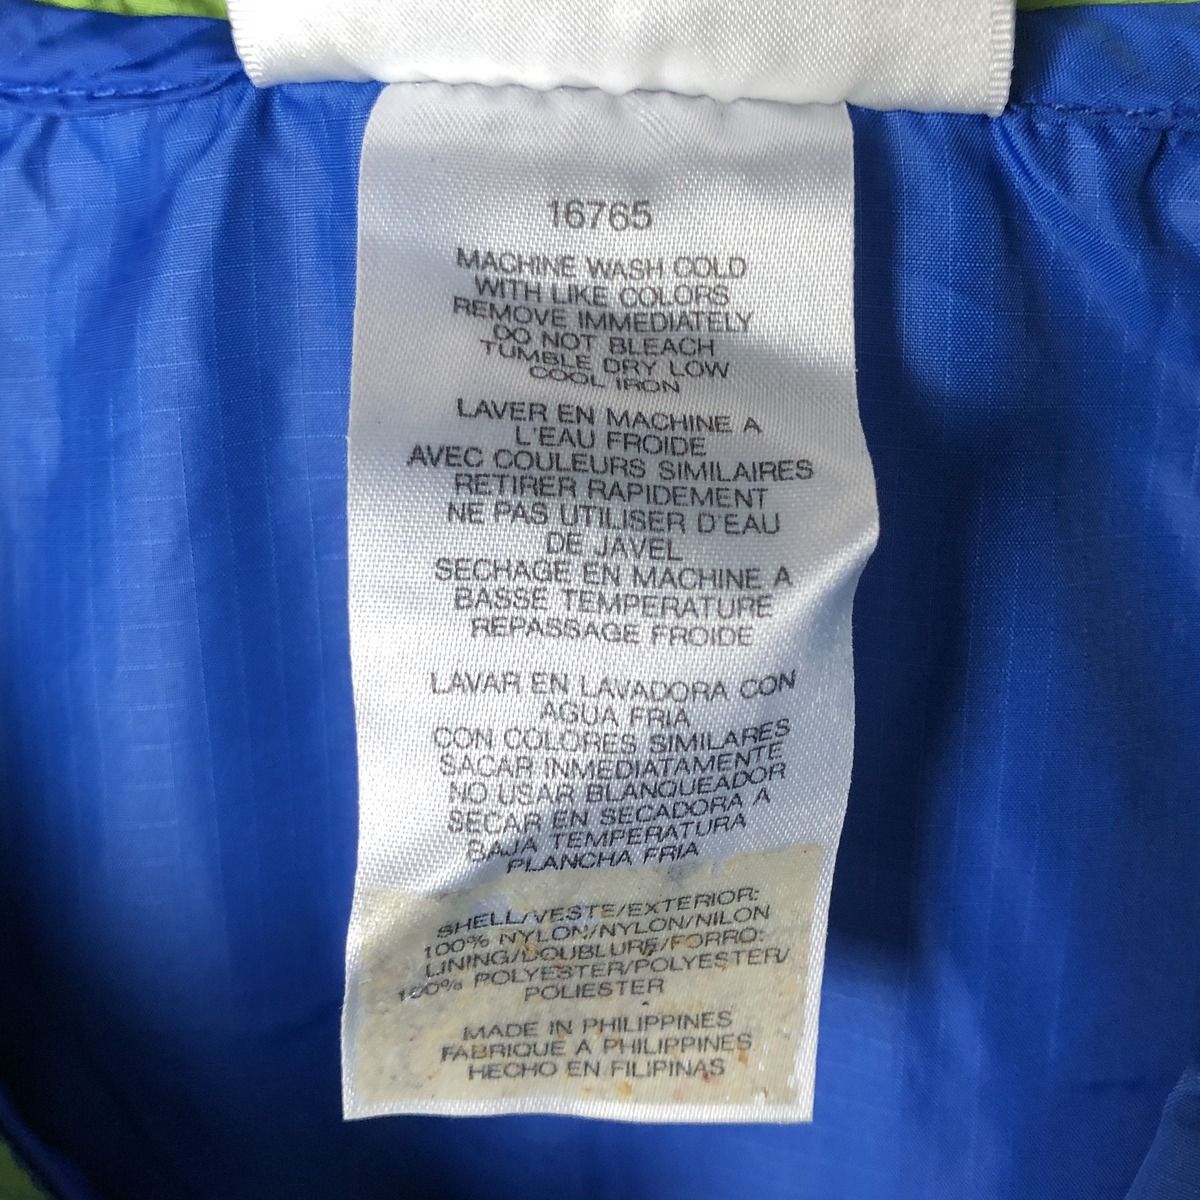 16765
MACHINE WASH COLD
WITH LIKE COLORS
REMOVE IMMEDIATELY
DO NOT BLEACH
TUMBLE DRY LOW
COOL IRON
LAVER EN MACHINE A
L'EAU FROIDE
AVEC COULEURS SIMILAIRES
RETIRER RAPIDEMENT
NE PAS UTILISER D'EAU
DE JAVEL
SECHAGE EN MACHINE A
BASSE TEMPERATURE
REPASSAGE FROIDE
LAVAR EN LAVADORA CON
AGUA FRIA
CON COLORES SIMILARES
SACAR INMEDIATAMENTE
NO USAR BLANQUEADOR
SECAR EN SECADORA A
BAJA TEMPERATURA
PLANCHA FRIA
SHELL/VESTE/EXTERIOR:
100% NYLON/NYLON/NILON
LINING/DOUBLURE/FORRO:
100% POLYESTER/POLYESTER/
POLIESTER
MADE IN PHILIPPINES
FABRIQUE A PHILIPPINES
HECHO EN FILIPINAS